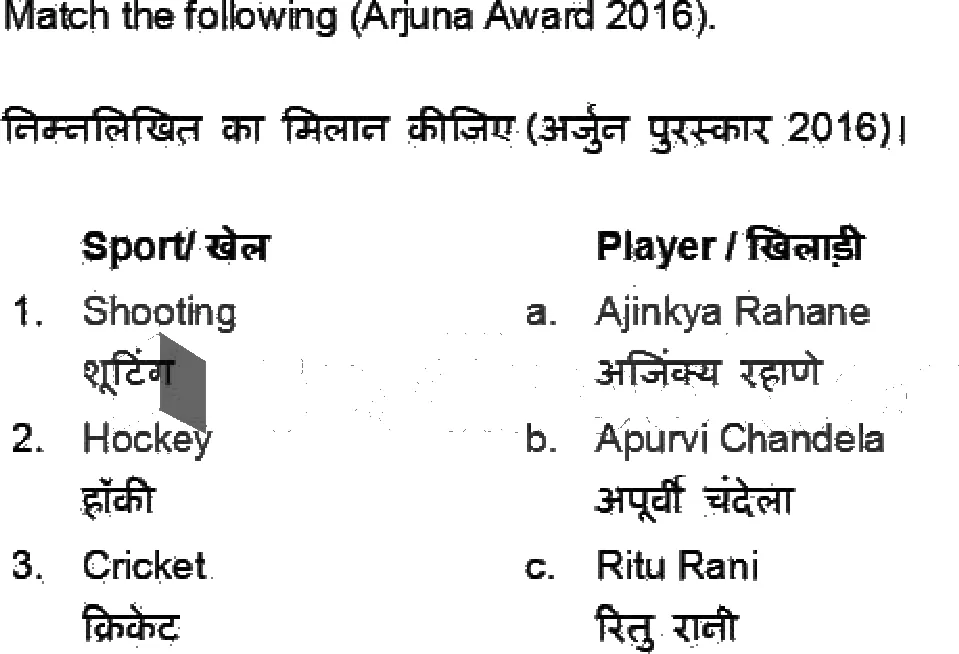 Match the following (Arjuna Award 2016).
निम्नलिखित का मिलान कीजिए (अर्जुन पुरस्कार 2016)।
Sport/ खेल Player / खिलाड़ी
1. Shooting a. Ajinkya Rahane
शूटिंग अजिंक्य रहाणे
2. Hockey b. Apurvi Chandela
हॉकी अपूर्वी चंदेला
3. Cricket c. Ritu Rani
क्रिकेट रितु रानी